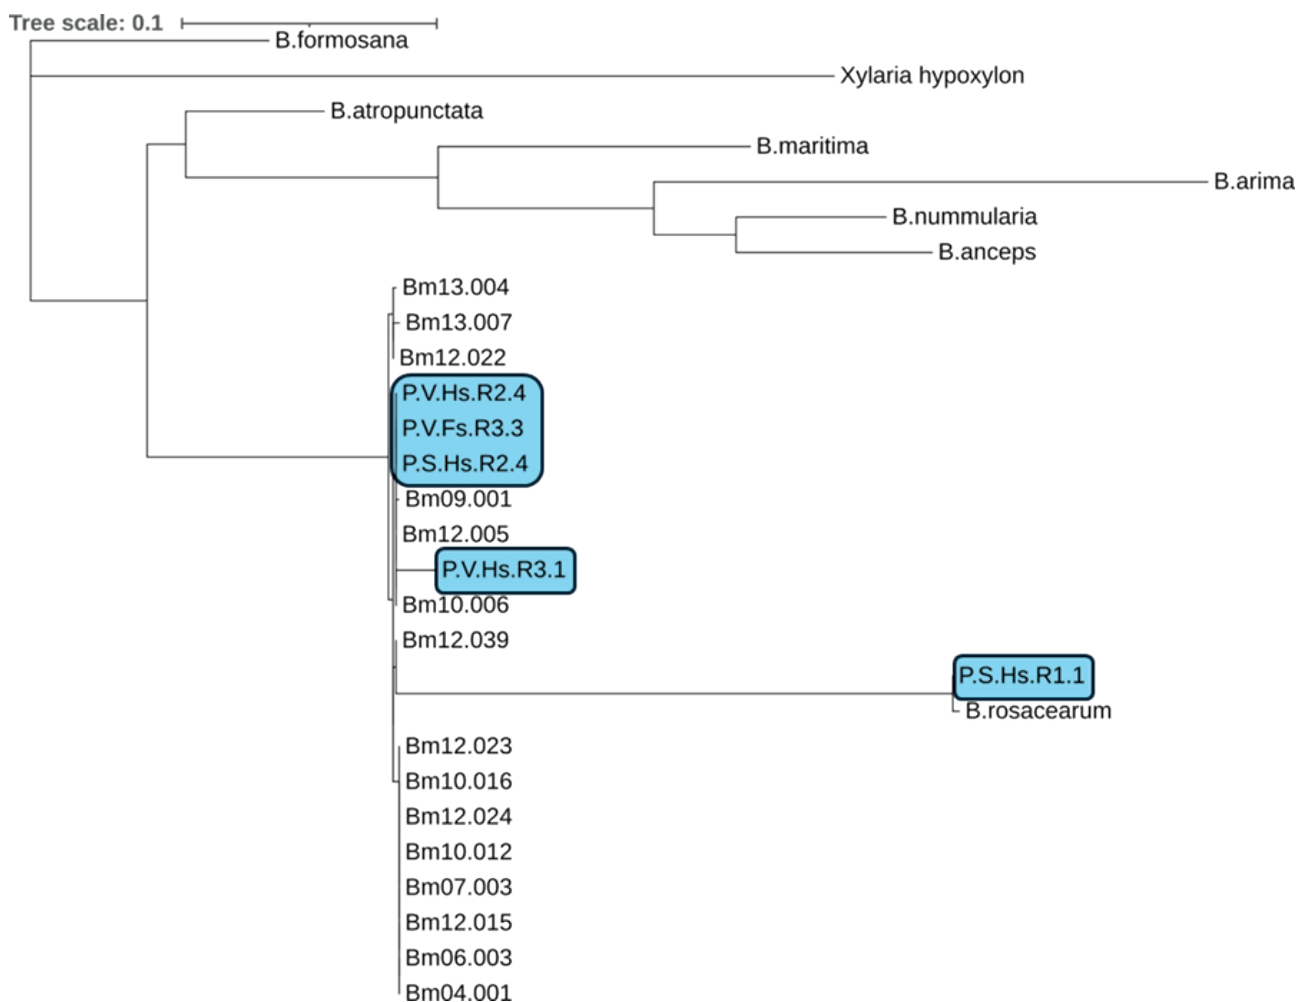 Tree scale: 0.1
B.formosana
Xylaria hypoxylon
B.atropunctata
B.maritima
B.arima
B.nummularia
B.anceps
Bm13.004
Bm13.007
Bm12.022
P.V.Hs.R2.4
P.V.Fs.R3.3
P.S.Hs.R2.4
Bm09.001
Bm12.005
P.V.Hs.R3.1
Bm10.006
Bm12.039
P.S.Hs.R1.1
B.rosacearum
Bm12.023
Bm10.016
Bm12.024
Bm10.012
Bm07.003
Bm12.015
Bm06.003
Bm04.001